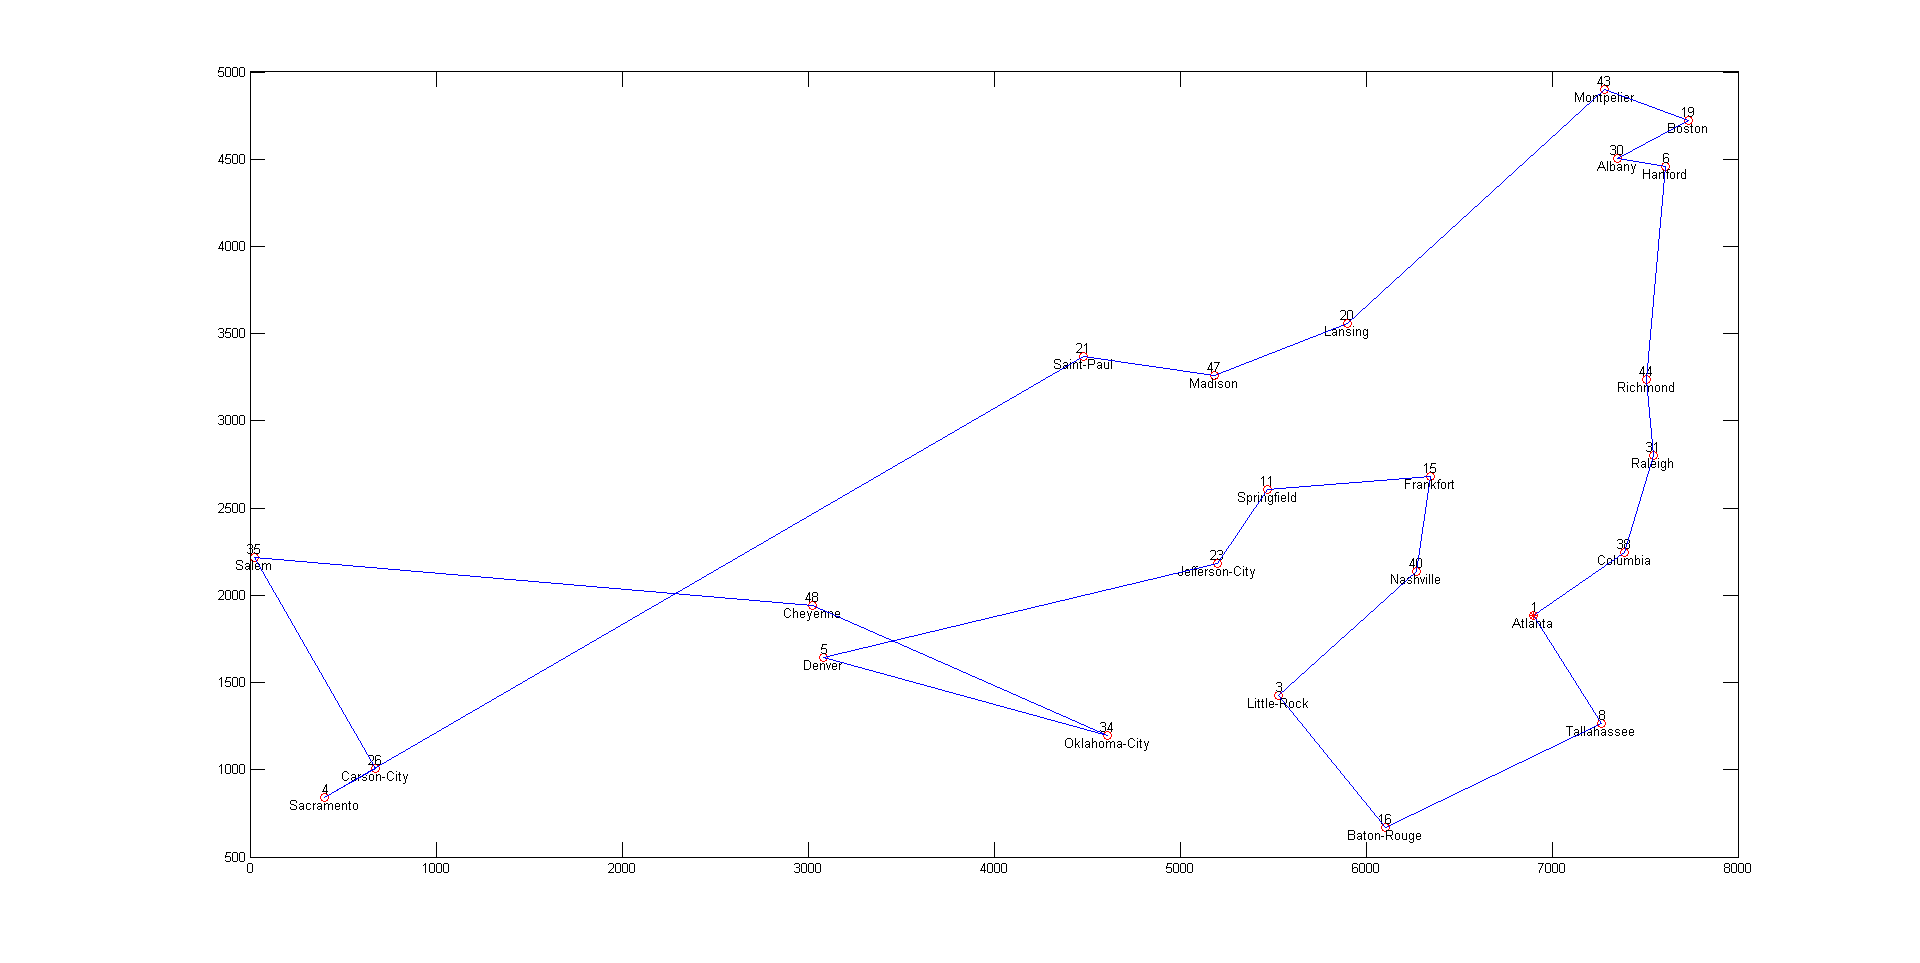 5000
43
Montpelier
19
Boston
4500
30
Albany
6
Hartford
4000
3500
20
Lansing
21
Saint-Paul
47
Madison
44
Richmond
3000
31
Raleigh
15
Frankfort
11
Springfield
2500
38
Columbia
35
Salem
23
Jefferson-City
40
Nashville
2000
48
Cheyenne
1
Atlanta
5
Denver
1500
3
Little-Rock
8
Tallahassee
34
Oklahoma-City
1000
26
Carson-City
4
Sacramento
16
Baton-Rouge
500
0 1000 2000 3000 4000 5000 6000 7000 8000